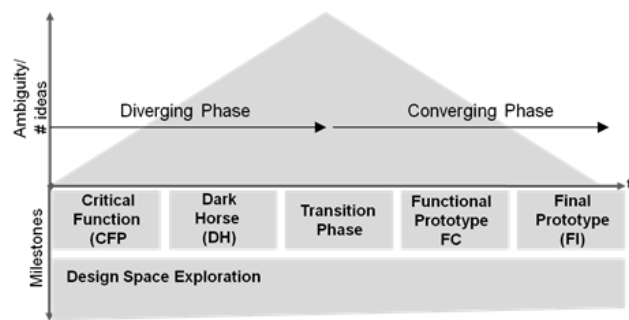 Ambiguity/
# ideas
Diverging Phase
Converging Phase
t
Milestones
Critical
Function
(CFP
Dark
Horse
(DH)
Transition
Phase
Functional
Prototype
FC
Final
Prototype
(FI)
Design Space Exploration